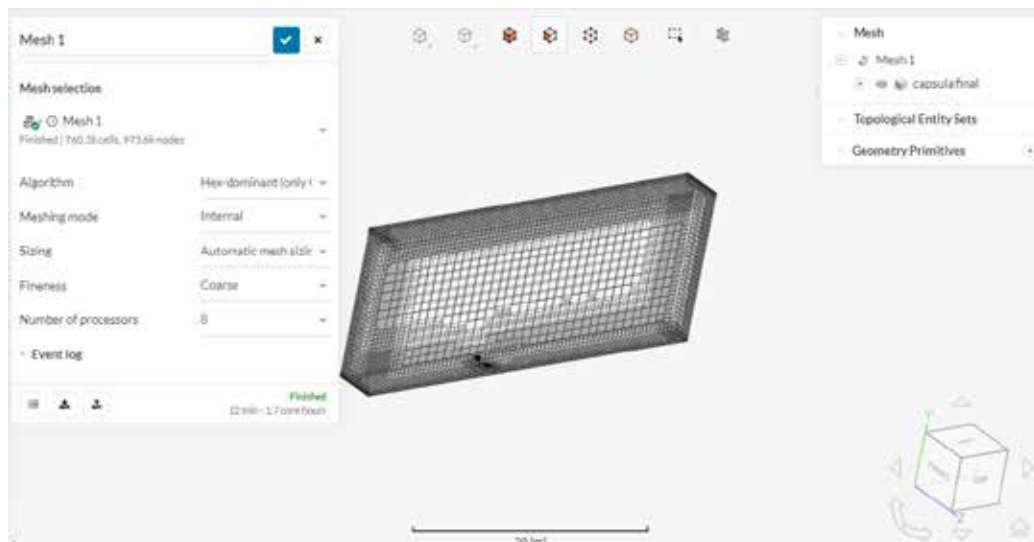 Mesh 1
Mesh selection
Mesh 1
Finished | 760.3k cells, 973.6k nodes
Algorithm
Hex-dominant (only
Meshing mode
Internal
Sizing
Automatic mesh sizir
Fineness
Coarse
Number of processors
8
Event log
Finished
12 min - 1.7 core hours
Mesh
Mesh 1
capsulafinal
Topological Entity Sets
Geometry Primitives
Y
Z